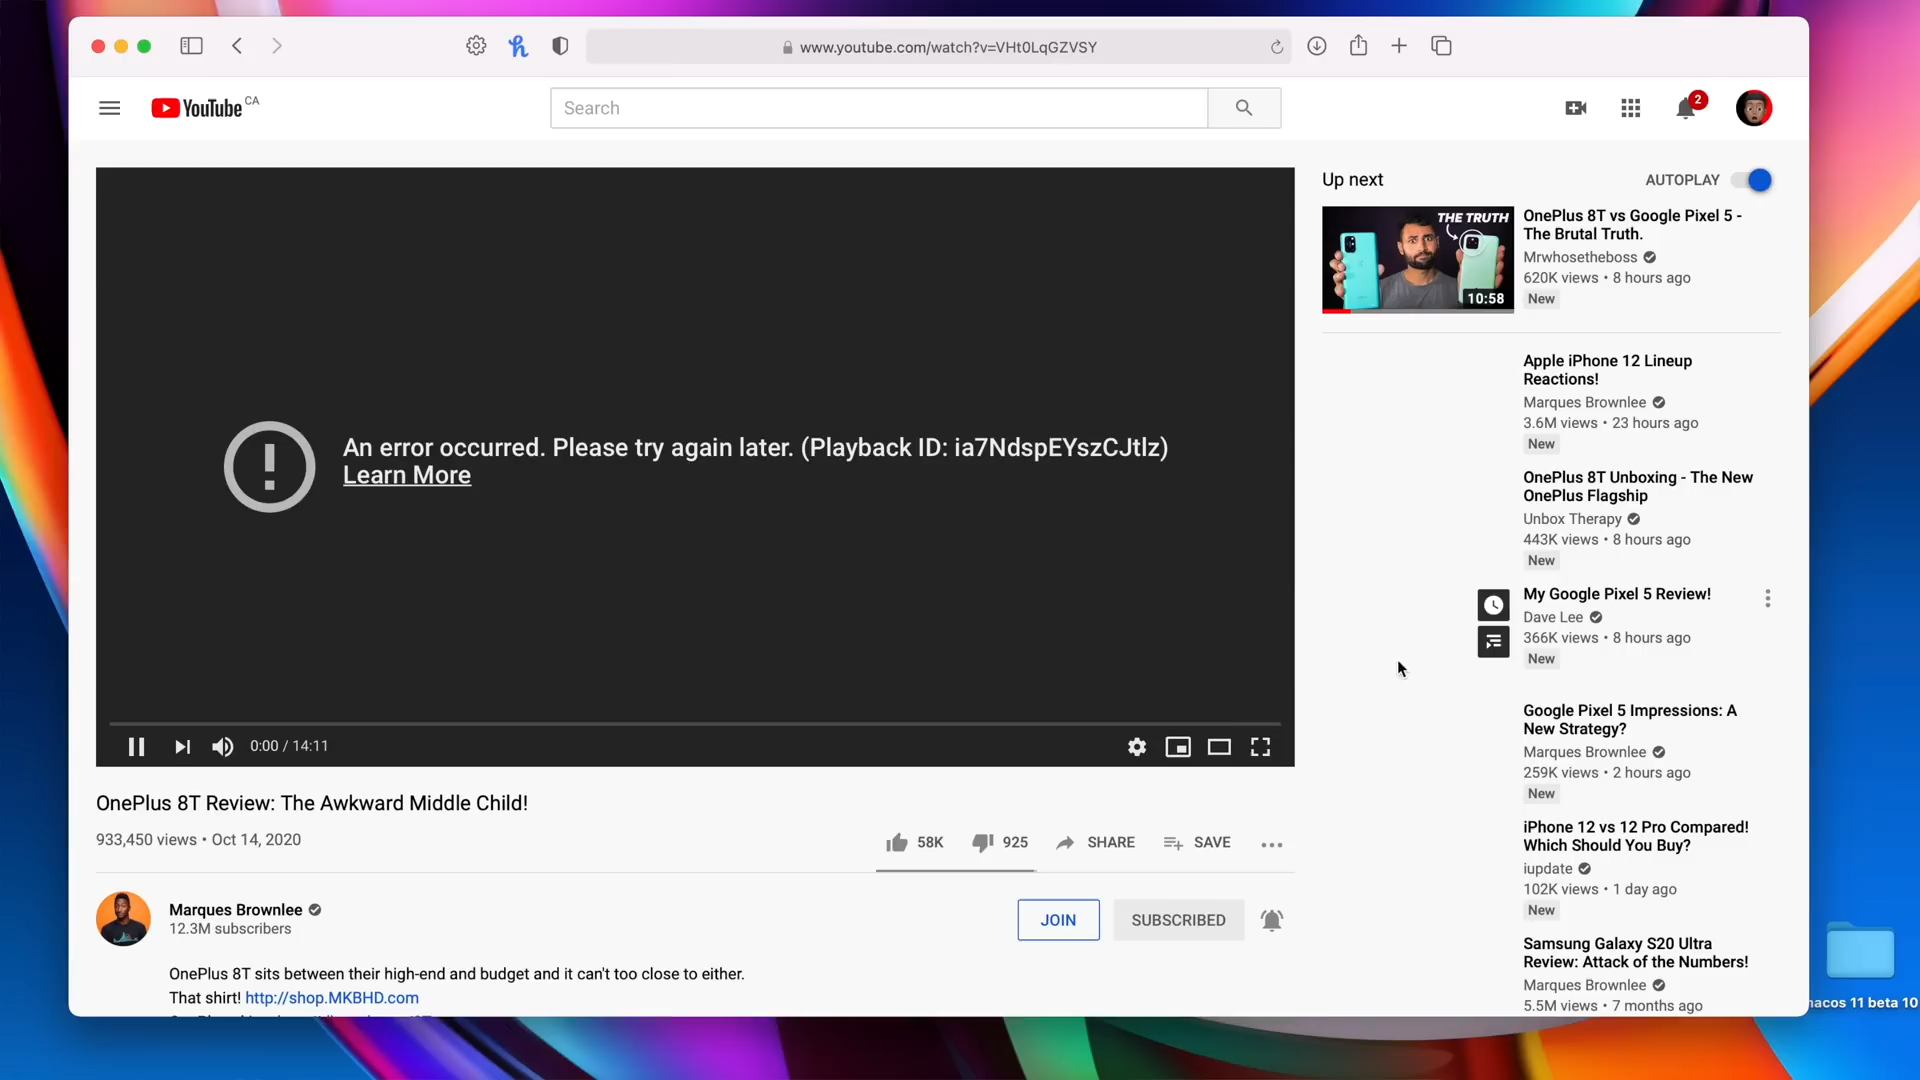 www.youtube.com/watch?v=VHt0LqGZVSY
YouTube CA
Search
2
Up next
AUTOPLAY
THE TRUTH
10:58
OnePlus 8T vs Google Pixel 5 -
The Brutal Truth.
Mrwhosetheboss
620K views • 8 hours ago
New
An error occurred. Please try again later. (Playback ID: ia7NdspEYszCJtlz)
Learn More
0:00 / 14:11
Apple iPhone 12 Lineup
Reactions!
Marques Brownlee
3.6M views • 23 hours ago
New
OnePlus 8T Unboxing - The New
OnePlus Flagship
Unbox Therapy
443K views • 8 hours ago
New
My Google Pixel 5 Review!
Dave Lee
366K views • 8 hours ago
New
Google Pixel 5 Impressions: A
New Strategy?
Marques Brownlee
259K views • 2 hours ago
New
iPhone 12 vs 12 Pro Compared!
Which Should You Buy?
iupdate
102K views • 1 day ago
New
Samsung Galaxy S20 Ultra
Review: Attack of the Numbers!
Marques Brownlee
5.5M views • 7 months ago
OnePlus 8T Review: The Awkward Middle Child!
933,450 views • Oct 14, 2020
58K
925
SHARE
SAVE
Marques Brownlee
12.3M subscribers
JOIN
SUBSCRIBED
OnePlus 8T sits between their high-end and budget and it can't too close to either.
That shirt! http://shop.MKBHD.com
acos 11 beta 10